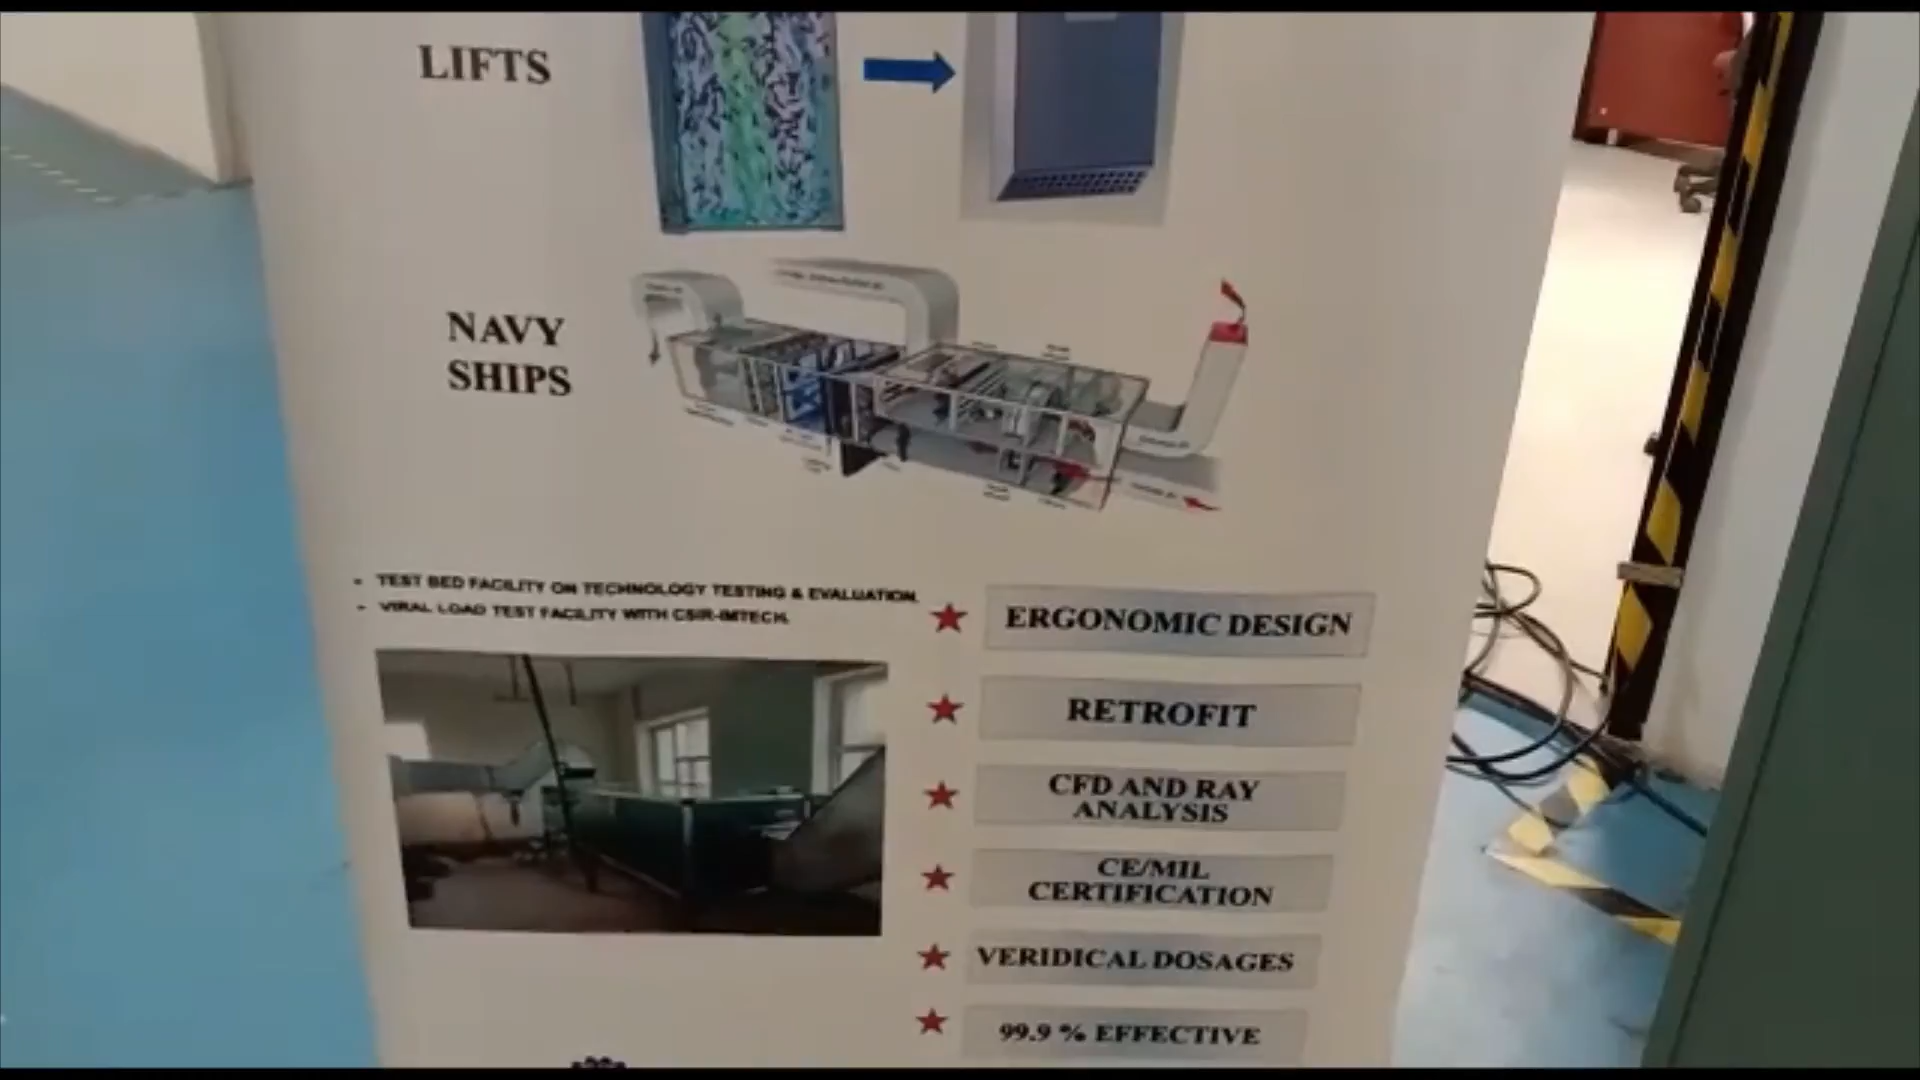 LIFTS
NAVY
SHIPS
• TEST BED FACILITY ON TECHNOLOGY TESTING & EVALUATION.
• VIRAL LOAD TEST FACILITY WITH CSIR-IMTECH.
★ ERGONOMIC DESIGN
★ RETROFIT
★ CFD AND RAY
ANALYSIS
★ CE/MIL
CERTIFICATION
★ VERIDICAL DOSAGES
★ 99.9 % EFFECTIVE